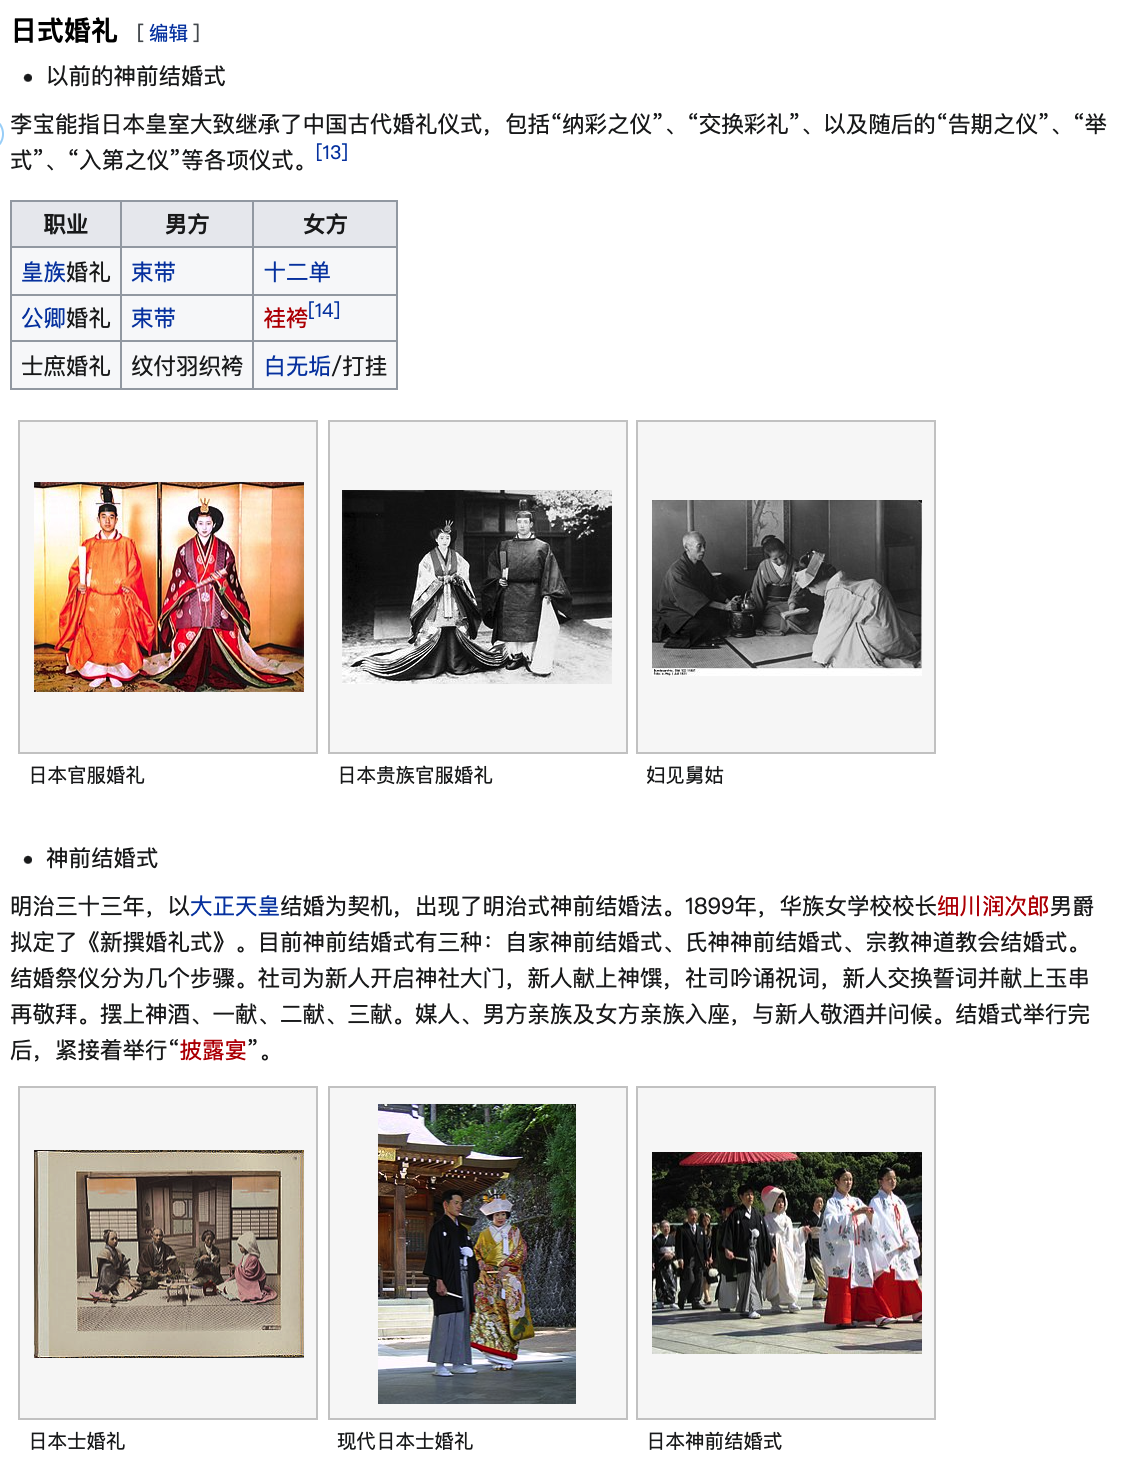 日式婚礼 [ 编辑 ]
• 以前的神前结婚式
李宝能指日本皇室大致继承了中国古代婚礼仪式，包括“纳彩之仪”、“交换彩礼”、以及随后的“告期之仪”、“举
式”、“入第之仪”等各项仪式。[13]
职业 男方 女方
皇族婚礼 束带 十二单
公卿婚礼 束带 袿袴[14]
士庶婚礼 纹付羽织袴 白无垢/打挂
日本官服婚礼 日本贵族官服婚礼 妇见舅姑
• 神前结婚式
明治三十三年，以大正天皇结婚为契机，出现了明治式神前结婚法。1899年，华族女学校校长细川润次郎男爵
拟定了《新撰婚礼式》。目前神前结婚式有三种：自家神前结婚式、氏神神前结婚式、宗教神道教会结婚式。
结婚祭仪分为几个步骤。社司为新人开启神社大门，新人献上神馔，社司吟诵祝词，新人交换誓词并献上玉串
再敬拜。摆上神酒、一献、二献、三献。媒人、男方亲族及女方亲族入座，与新人敬酒并问候。结婚式举行完
后，紧接着举行“披露宴”。
日本士婚礼 现代日本士婚礼 日本神前结婚式